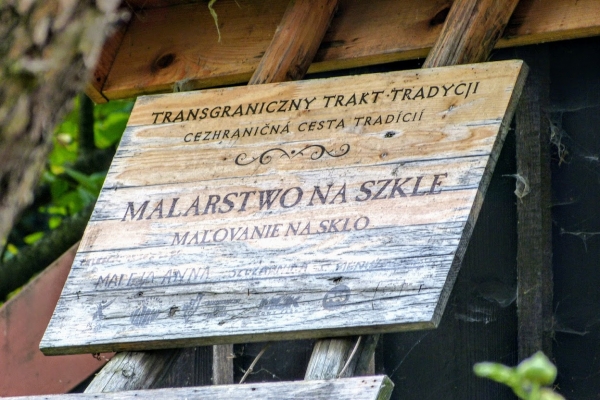 TRANSGRANICZNY TRAKT TRADYCJI
CEZHRANIČNÁ CESTA TRADÍCIÍ
MALARSTWO NA SZKLE
MAĽOVANIE NA SKLO